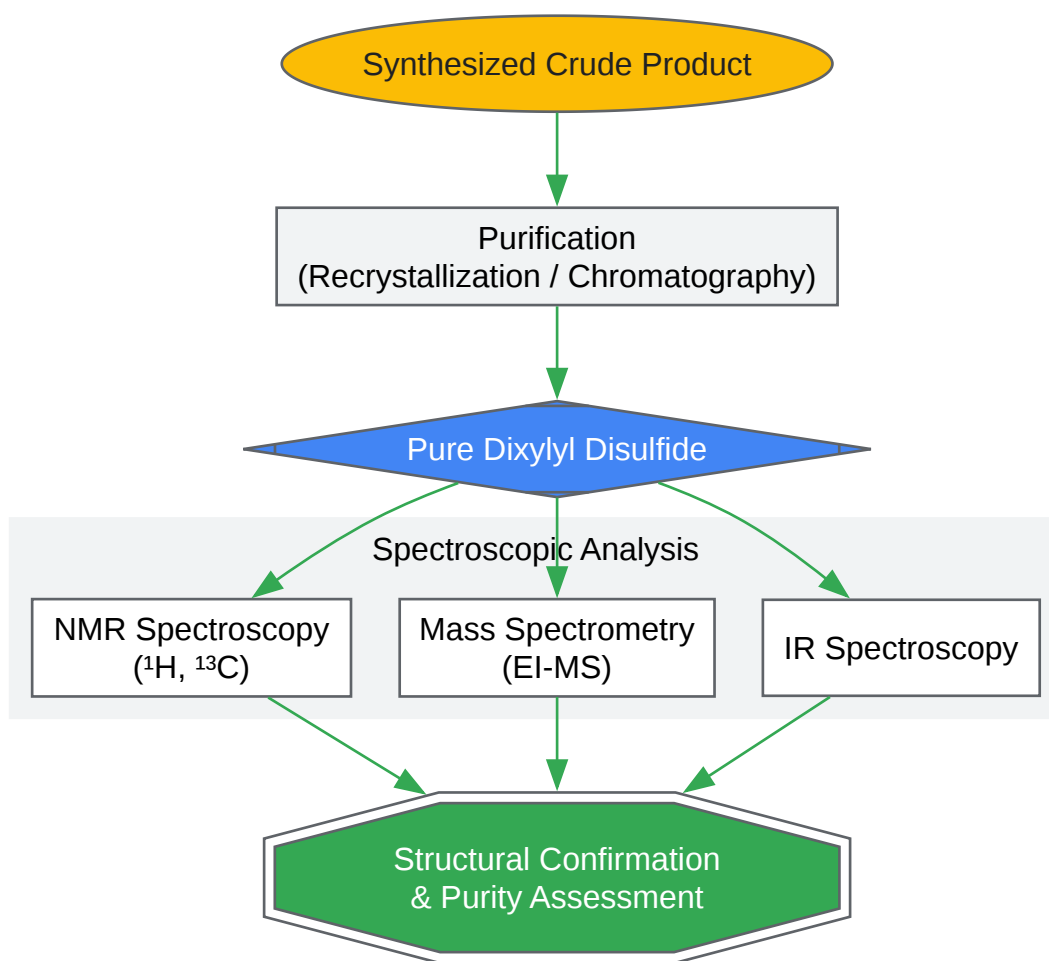 Synthesized Crude Product
Purification
(Recrystallization / Chromatography)
Pure Dixylyl Disulfide
Spectroscopic Analysis
NMR Spectroscopy
(¹H, ¹³C)
Mass Spectrometry
(EI-MS)
IR Spectroscopy
Structural Confirmation
& Purity Assessment